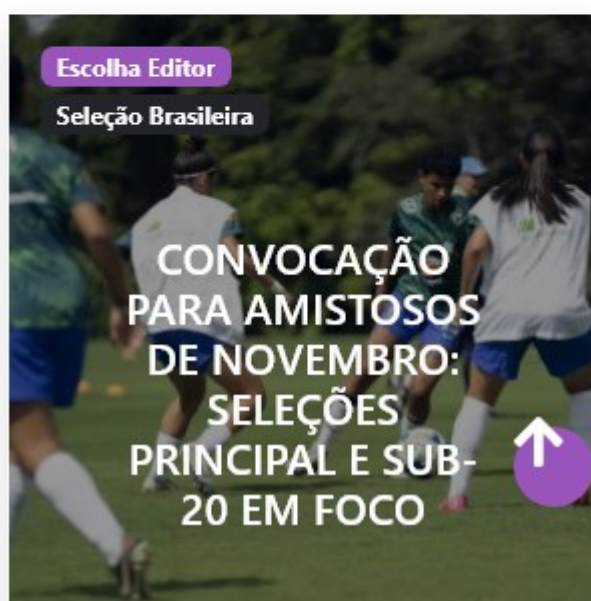 Escolha Editor
Seleção Brasileira
CONVOCAÇÃO
PARA AMISTOSOS
DE NOVEMBRO:
SELEÇÕES
PRINCIPAL E SUB-
20 EM FOCO